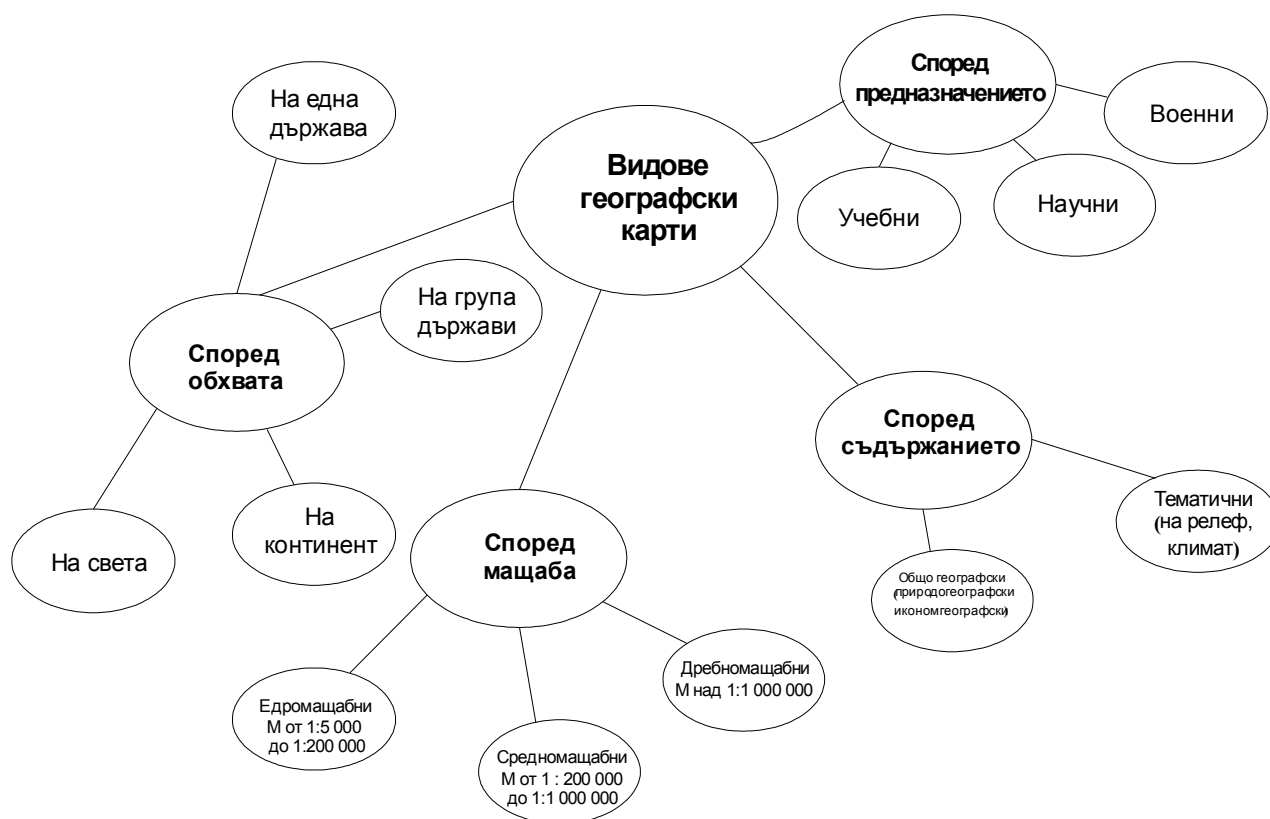 Видове
географски
карти
Според
предназначението
Военни
Научни
Учебни
На една
държава
На група
държави
Според
обхвата
На света
На
континент
Според
мащаба
Едромащабни
М от 1:5 000
до 1:200 000
Средномащабни
М от 1 : 200 000
до 1:1 000 000
Дребномащабни
М над 1:1 000 000
Според
съдържанието
Общо географски
(природогеографски
икономгеографски)
Тематични
(на релеф,
климат)